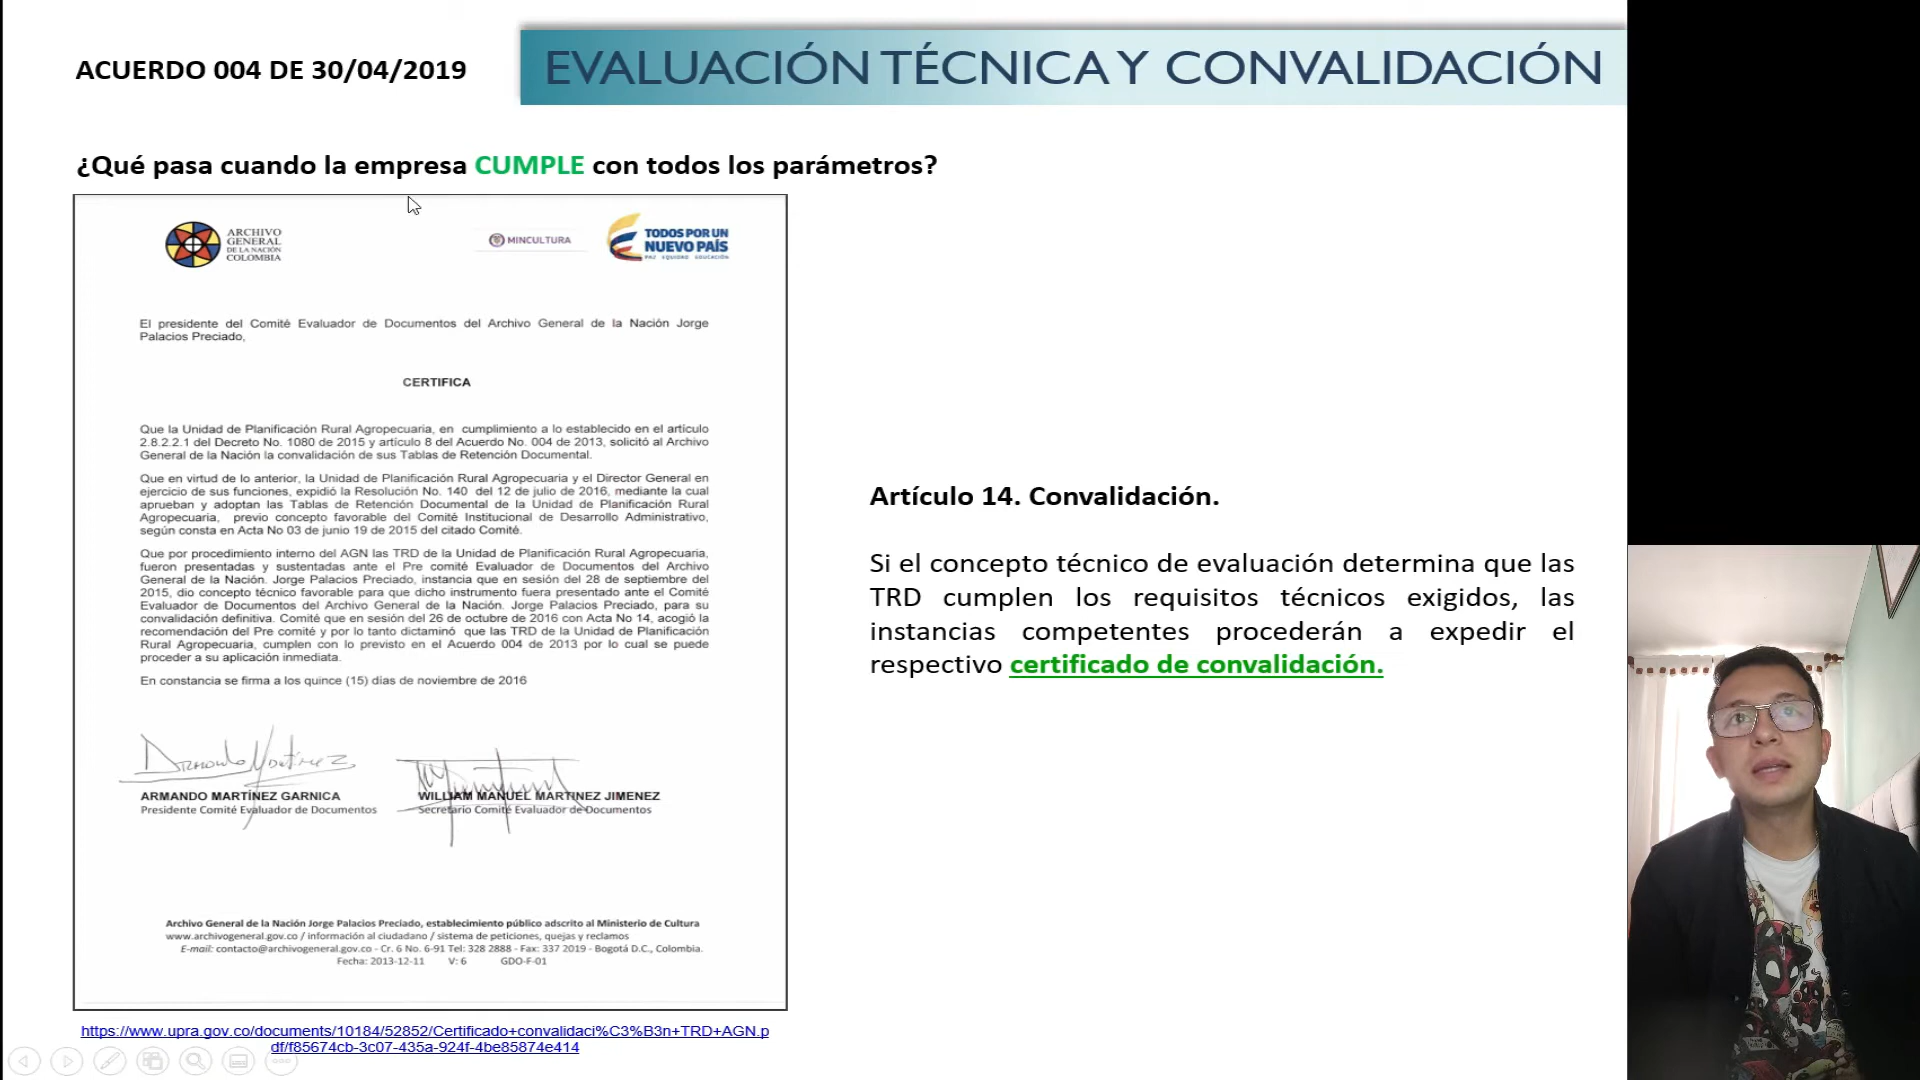 ACUERDO 004 DE 30/04/2019
EVALUACIÓN TÉCNICA Y CONVALIDACIÓN
¿Qué pasa cuando la empresa CUMPLE con todos los parámetros?
ARCHIVO
GENERAL
DE LA NACIÓN
COLOMBIA
MINCULTURA
TODOS POR UN
NUEVO PAÍS
PAZ EQUIDAD EDUCACIÓN
El presidente del Comité Evaluador de Documentos del Archivo General de la Nación Jorge
Palacios Preciado,
CERTIFICA
Que la Unidad de Planificación Rural Agropecuaria, en cumplimiento a lo establecido en el artículo
2.8.2.2.1 del Decreto No. 1080 de 2015 y artículo 8 del Acuerdo No. 004 de 2013, solicitó al Archivo
General de la Nación la convalidación de sus Tablas de Retención Documental.
Que en virtud de lo anterior, la Unidad de Planificación Rural Agropecuaria y el Director General en
ejercicio de sus funciones, expidió la Resolución No. 140 del 12 de julio de 2016, mediante la cual
aprueban y adoptan las Tablas de Retención Documental de la Unidad de Planificación Rural
Agropecuaria, previo concepto favorable del Comité Institucional de Desarrollo Administrativo,
según consta en Acta No 03 de junio 19 de 2015 del citado Comité.
Que por procedimiento interno del AGN las TRD de la Unidad de Planificación Rural Agropecuaria,
fueron presentadas y sustentadas ante el Pre comité Evaluador de Documentos del Archivo
General de la Nación. Jorge Palacios Preciado, instancia que en sesión del 28 de septiembre del
2015, dio concepto técnico favorable para que dicho instrumento fuera presentado ante el Comité
Evaluador de Documentos del Archivo General de la Nación. Jorge Palacios Preciado, para su
convalidación definitiva. Comité que en sesión del 26 de octubre de 2016 con Acta No 14, acogió la
recomendación del Pre comité y por lo tanto dictaminó que las TRD de la Unidad de Planificación
Rural Agropecuaria, cumplen con lo previsto en el Acuerdo 004 de 2013 por lo cual se puede
proceder a su aplicación inmediata.
En constancia se firma a los quince (15) días de noviembre de 2016
ARMANDO MARTÍNEZ GARNICA
Presidente Comité Evaluador de Documentos
WILLIAM MANUEL MARTINEZ JIMENEZ
Secretario Comité Evaluador de Documentos
Archivo General de la Nación Jorge Palacios Preciado, establecimiento público adscrito al Ministerio de Cultura
www.archivogeneral.gov.co / información al ciudadano / sistema de peticiones, quejas y reclamos
E-mail: contacto@archivogeneral.gov.co - Cr. 6 No. 6-91 Tel: 328 2888 - Fax: 337 2019 - Bogotá D.C., Colombia.
Fecha: 2013-12-11 V: 6 GDO-F-01
https://www.upra.gov.co/documents/10184/52852/Certificado+convalidaci%C3%B3n+TRD+AGN.p
df/f85674cb-3c07-435a-924f-4be85874e414
Artículo 14. Convalidación.
Si el concepto técnico de evaluación determina que las
TRD cumplen los requisitos técnicos exigidos, las
instancias competentes procederán a expedir el
respectivo certificado de convalidación.